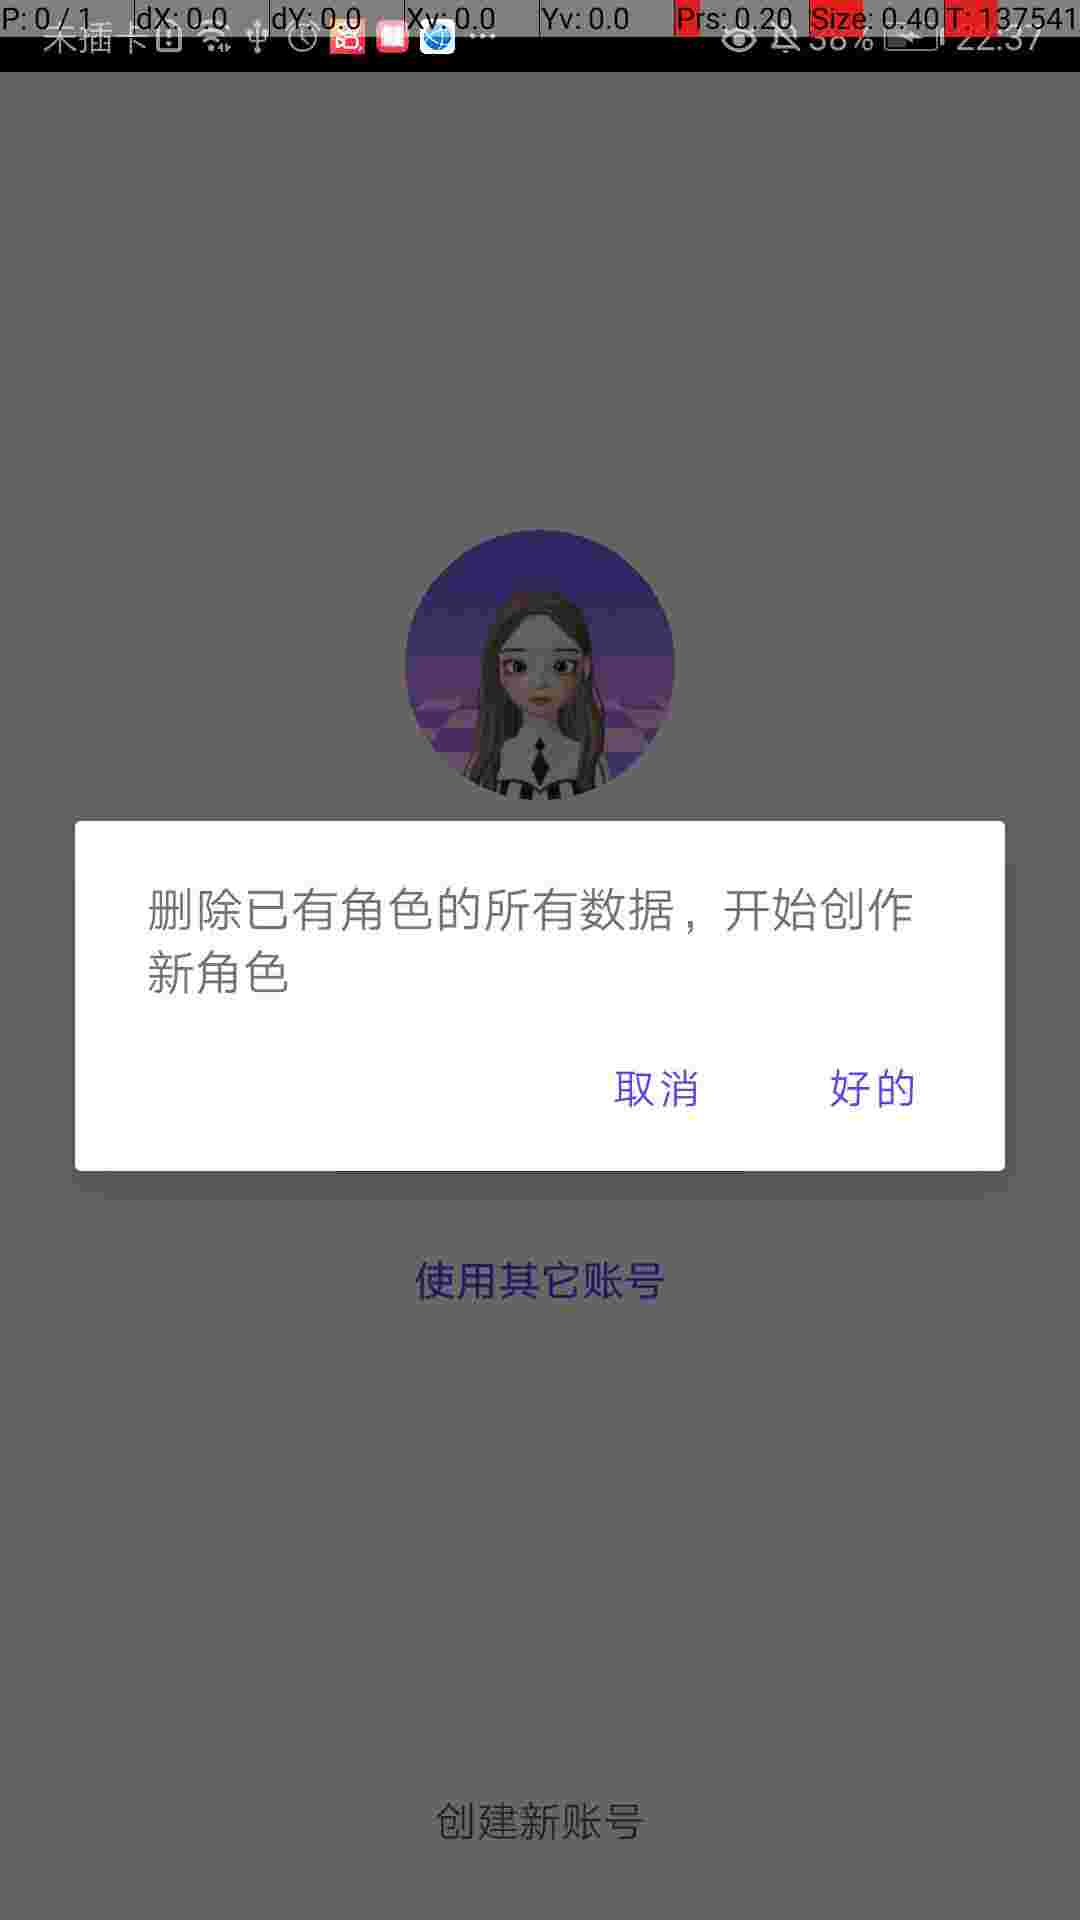 P: 0 / 1 dX: 0.0 dY: 0.0 Xv: 0.0 Yv: 0.0 Prs: 0.20 Size: 0.40 T: 137541
未插卡 38% 22:37
删除已有角色的所有数据，开始创作
新角色
取消 好的
使用其它账号
创建新账号